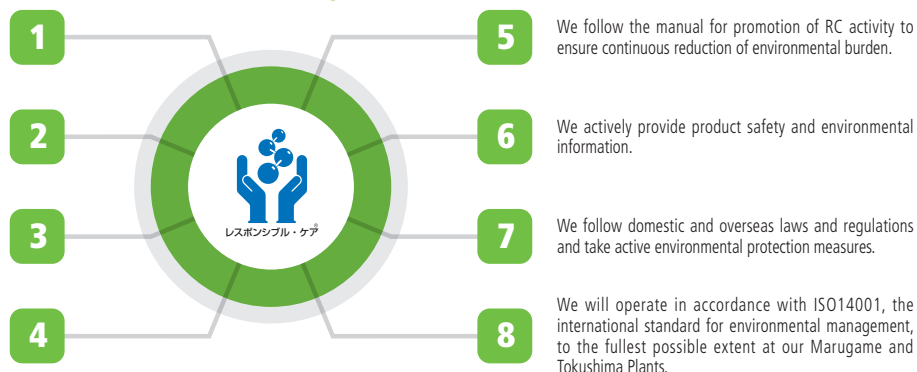 1
2
3
4
レスポンシブル・ケア®
5
We follow the manual for promotion of RC activity to
ensure continuous reduction of environmental burden.
6
We actively provide product safety and environmental
information.
7
We follow domestic and overseas laws and regulations
and take active environmental protection measures.
8
We will operate in accordance with ISO14001, the
international standard for environmental management,
to the fullest possible extent at our Marugame and
Tokushima Plants.